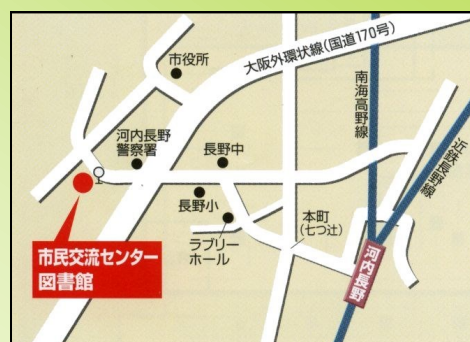 市役所
大阪外環状線(国道170号)
南海高野線
近鉄長野線
河内長野
警察署
長野中
長野小
ラブリー
ホール
本町
(七つ辻)
河内長野
市民交流センター
図書館